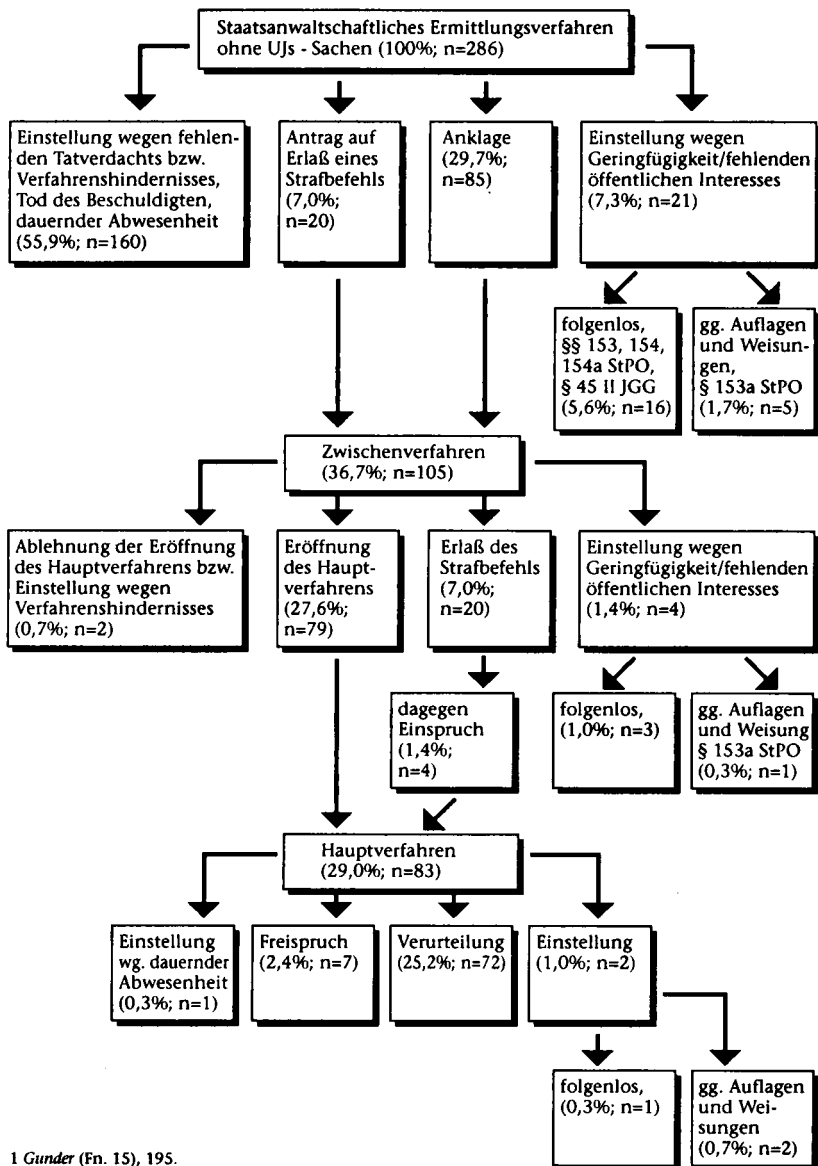 Staatsanwaltschaftliches Ermittlungsverfahren
ohne UJs - Sachen (100%; n=286)
Einstellung wegen fehlen-
den Tatverdachts bzw.
Verfahrenshindernisses,
Tod des Beschuldigten,
dauernder Abwesenheit
(55,9%; n=160)
Antrag auf
Erlaß eines
Strafbefehls
(7,0%;
n=20)
Anklage
(29,7%;
n=85)
Einstellung wegen
Geringfügigkeit/fehlenden
öffentlichen Interesses
(7,3%; n=21)
folgenlos,
§§ 153, 154,
154a StPO,
§ 45 II JGG
(5,6%; n=16)
gg. Auflagen
und Weisun-
gen,
§ 153a StPO
(1,7%; n=5)
Zwischenverfahren
(36,7%; n=105)
Ablehnung der Eröffnung
des Hauptverfahrens bzw.
Einstellung wegen
Verfahrenshindernisses
(0,7%; n=2)
Eröffnung
des Haupt-
verfahrens
(27,6%;
n=79)
Erlaß des
Strafbefehls
(7,0%;
n=20)
Einstellung wegen
Geringfügigkeit/fehlenden
öffentlichen Interesses
(1,4%; n=4)
dagegen
Einspruch
(1,4%;
n=4)
folgenlos,
(1,0%; n=3)
gg. Auflagen
und Weisung
§ 153a StPO
(0,3%; n=1)
Hauptverfahren
(29,0%; n=83)
Einstellung
wg. dauernder
Abwesenheit
(0,3%; n=1)
Freispruch
(2,4%; n=7)
Verurteilung
(25,2%; n=72)
Einstellung
(1,0%; n=2)
folgenlos,
(0,3%; n=1)
gg. Auflagen
und Wei-
sungen
(0,7%; n=2)
1 Gunder (Fn. 15), 195.